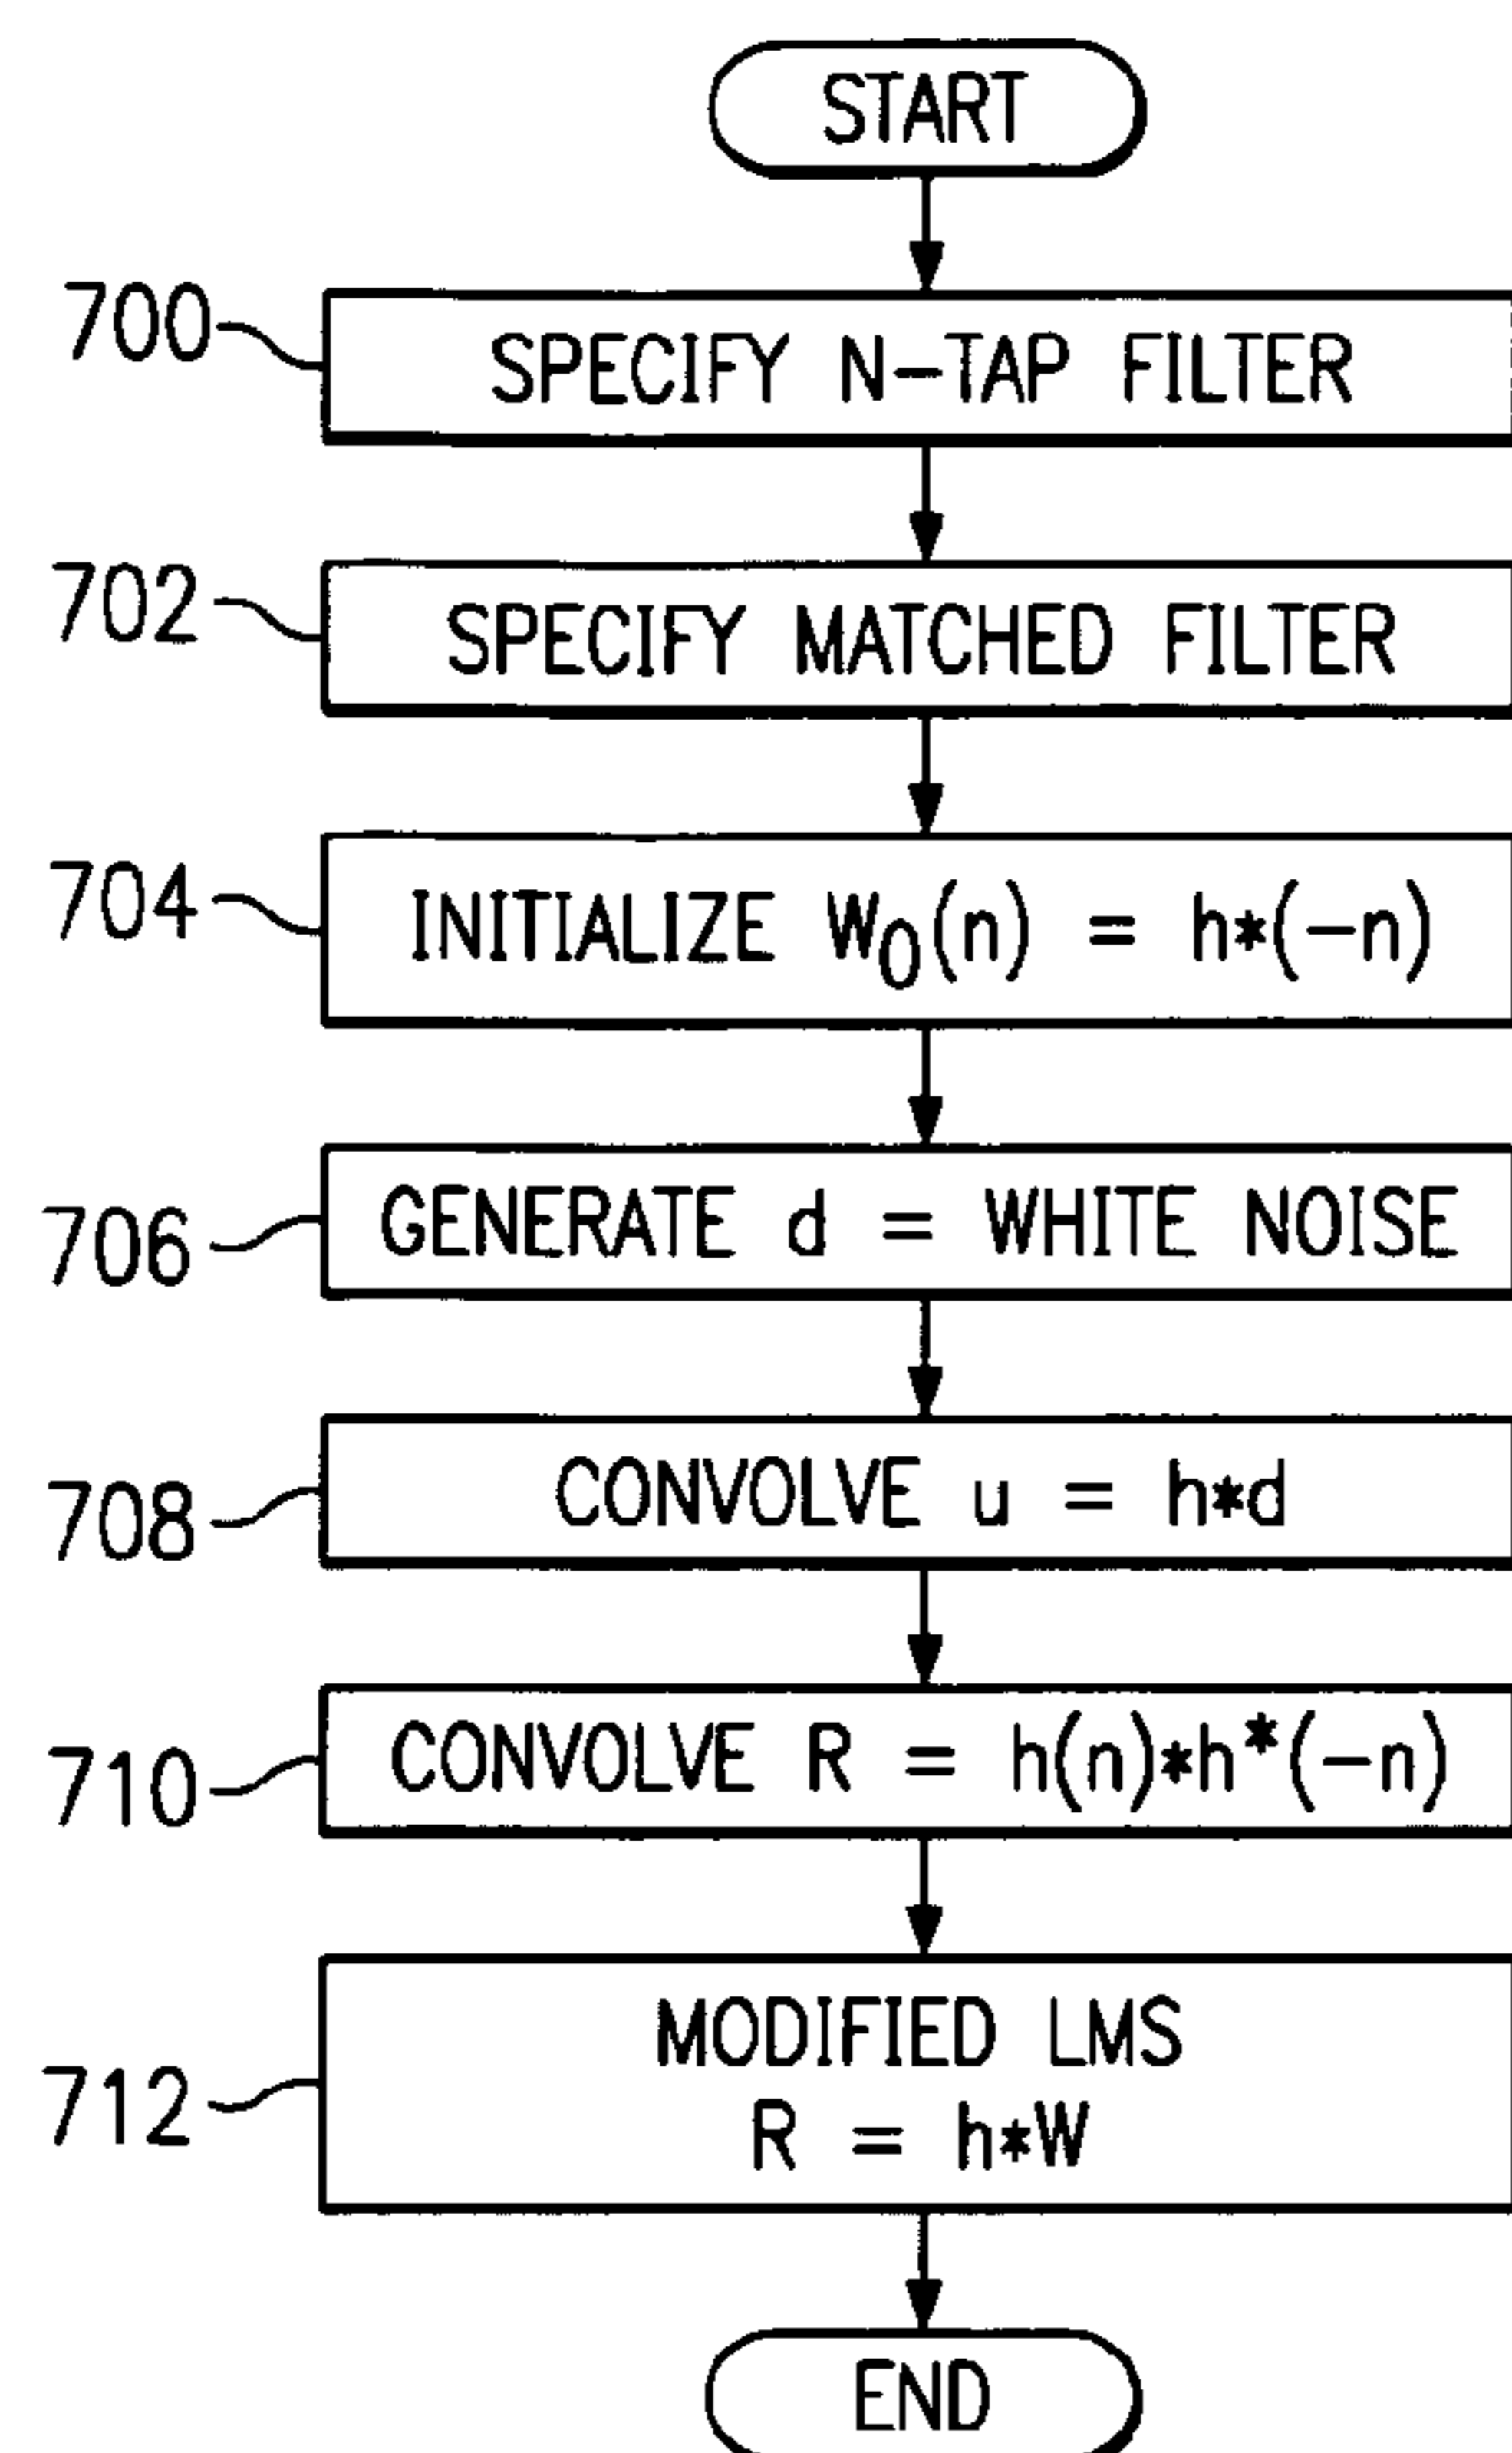 START
700
SPECIFY N-TAP FILTER
702
SPECIFY MATCHED FILTER
704
INITIALIZE W₀(n) = h*(-n)
706
GENERATE d = WHITE NOISE
708
CONVOLVE u = h*d
710
CONVOLVE R = h(n)*h*(-n)
712
MODIFIED LMS
R = h*W
END